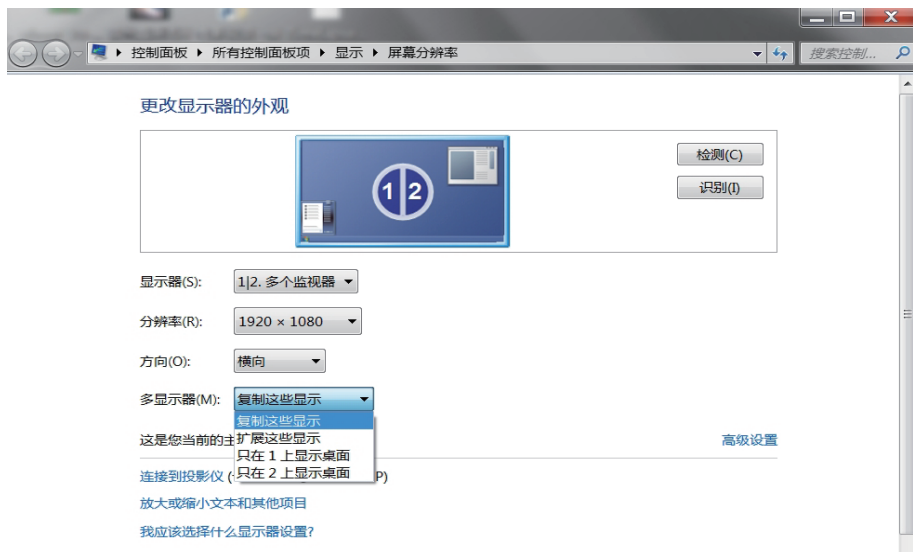 控制面板 ▸ 所有控制面板项 ▸ 显示 ▸ 屏幕分辨率
搜索控制...
更改显示器的外观
检测(C)
识别(I)
1|2
显示器(S): 1|2. 多个监视器
分辨率(R): 1920 × 1080
方向(O): 横向
多显示器(M): 复制这些显示
复制这些显示
扩展这些显示
只在 1 上显示桌面
只在 2 上显示桌面
这是您当前的主
高级设置
连接到投影仪 (
P)
放大或缩小文本和其他项目
我应该选择什么显示器设置?